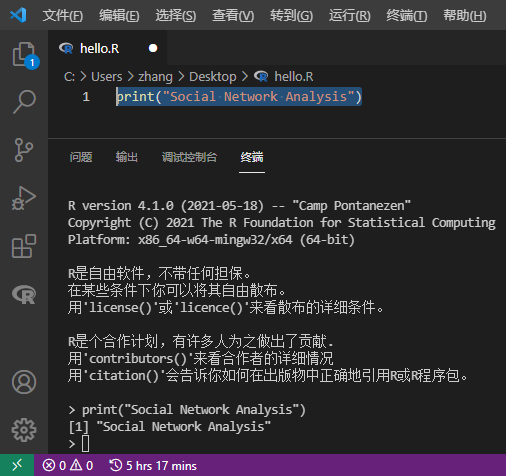 文件(F) 编辑(E) 选择(S) 查看(V) 转到(G) 运行(R) 终端(T) 帮助(H)
hello.R
C: > Users > zhang > Desktop > hello.R
1 print("Social Network Analysis")
问题 输出 调试控制台 终端
R version 4.1.0 (2021-05-18) -- "Camp Pontanezen"
Copyright (C) 2021 The R Foundation for Statistical Computing
Platform: x86_64-w64-mingw32/x64 (64-bit)
R是自由软件，不带任何担保。
在某些条件下你可以将其自由散布。
用'license()'或'licence()'来看散布的详细条件。
R是个合作计划，有许多人为之做出了贡献.
用'contributors()'来看合作者的详细情况
用'citation()'会告诉你如何在出版物中正确地引用R或R程序包。
> print("Social Network Analysis")
[1] "Social Network Analysis"
>
1
0 0 5 hrs 17 mins